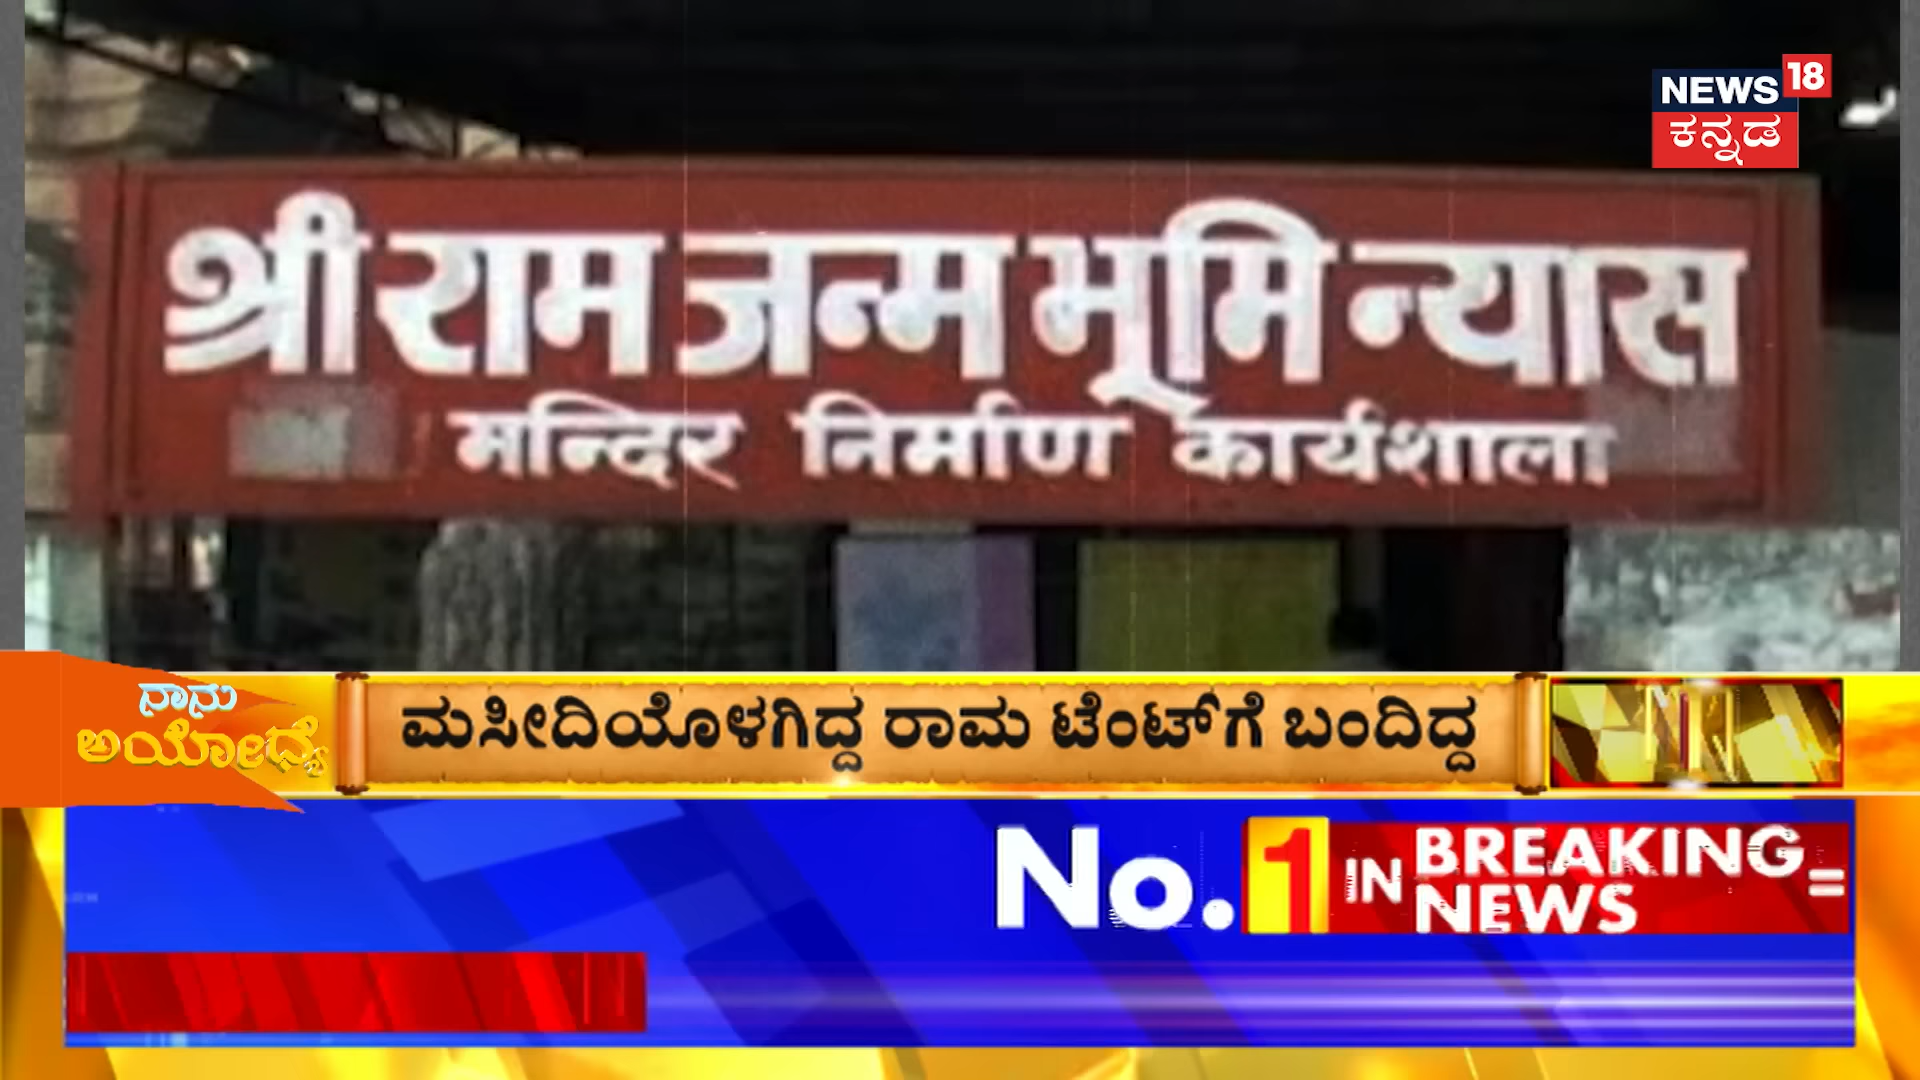 NEWS 18
ಕನ್ನಡ
श्री राम जन्म भूमि न्यास
मन्दिर निर्माण कार्यशाला
ನಾನು
ಅಯೋಧ್ಯೆ
ಮಸೀದಿಯೊಳಗಿದ್ದ ರಾಮ ಟೆಂಟ್‌ಗೆ ಬಂದಿದ್ದ
No. 1 IN BREAKING
NEWS